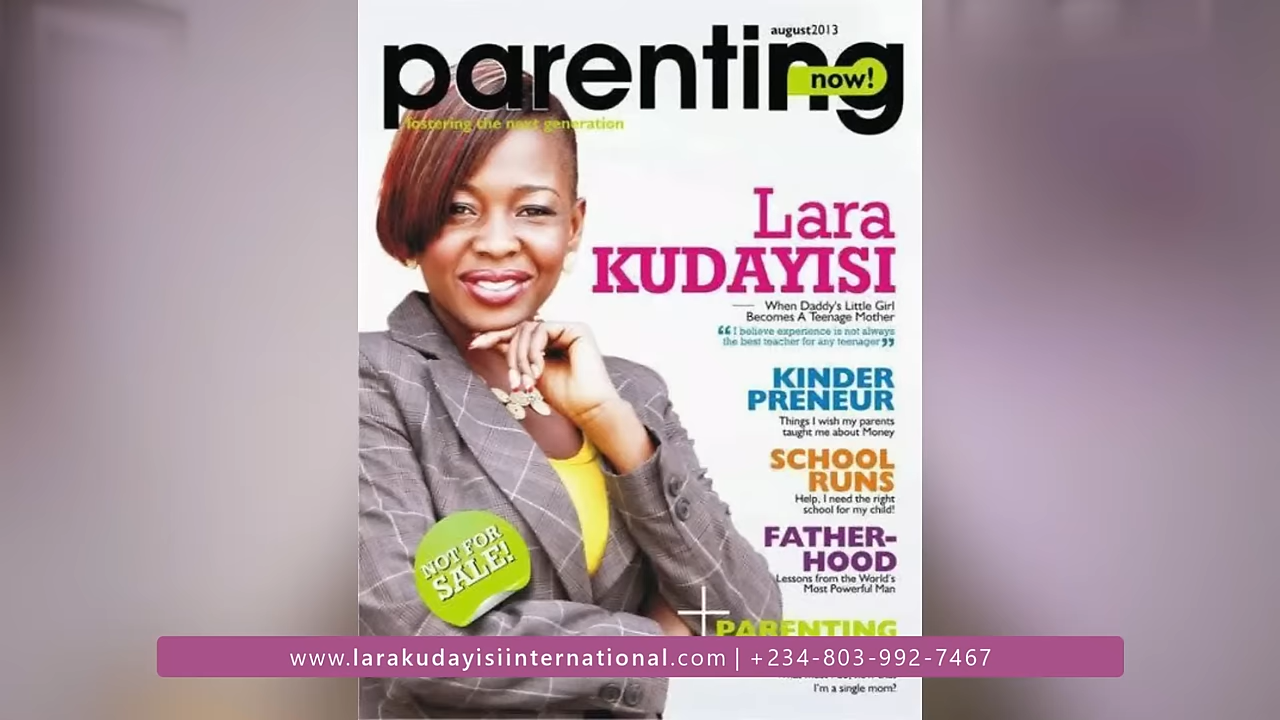 august2013
parenting
now!
fostering the next generation
Lara
KUDAYISI
When Daddy's Little Girl
Becomes A Teenage Mother
“I believe experience is not always
the best teacher for any teenager”
KINDER
PRENEUR
Things I wish my parents
taught me about Money
SCHOOL
RUNS
Help, I need the right
school for my child!
FATHER-
HOOD
Lessons from the World's
Most Powerful Man
NOT FOR
SALE!
+
PARENTING
www.larakudayisiinternational.com | +234-803-992-7467
I'm a single mom?